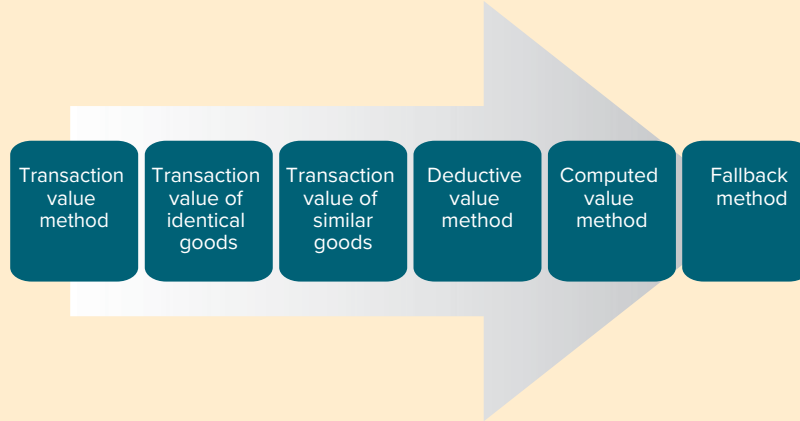 Transaction
value
method
Transaction
value of
identical
goods
Transaction
value of
similar
goods
Deductive
value
method
Computed
value
method
Fallback
method